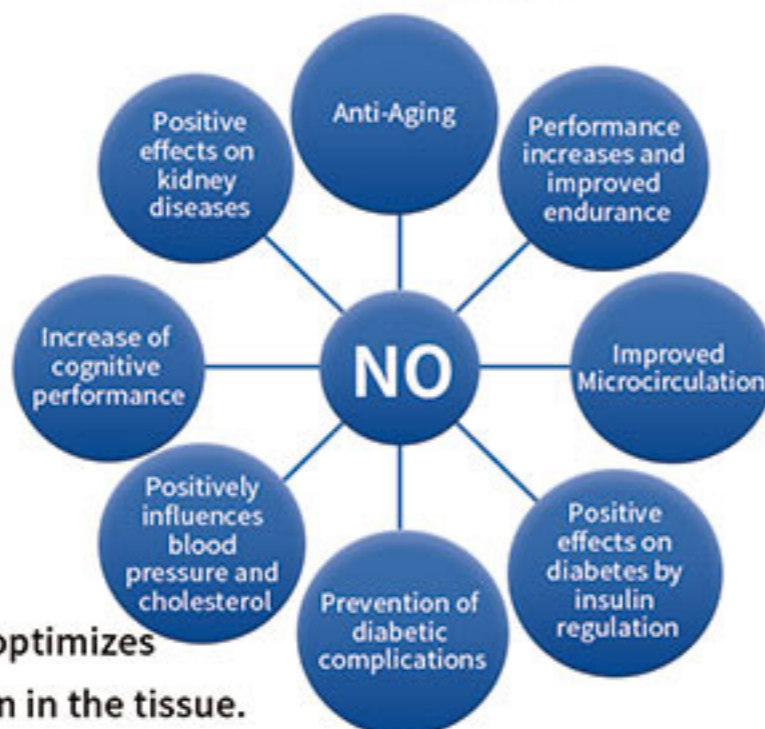 Anti-Aging
Performance
increases and
improved
endurance
Improved
Microcirculation
Positive
effects on
diabetes by
insulin
regulation
Prevention of
diabetic
complications
Positively
influences
blood
pressure and
cholesterol
Increase of
cognitive
performance
Positive
effects on
kidney
diseases
NO
optimizes
in the tissue.